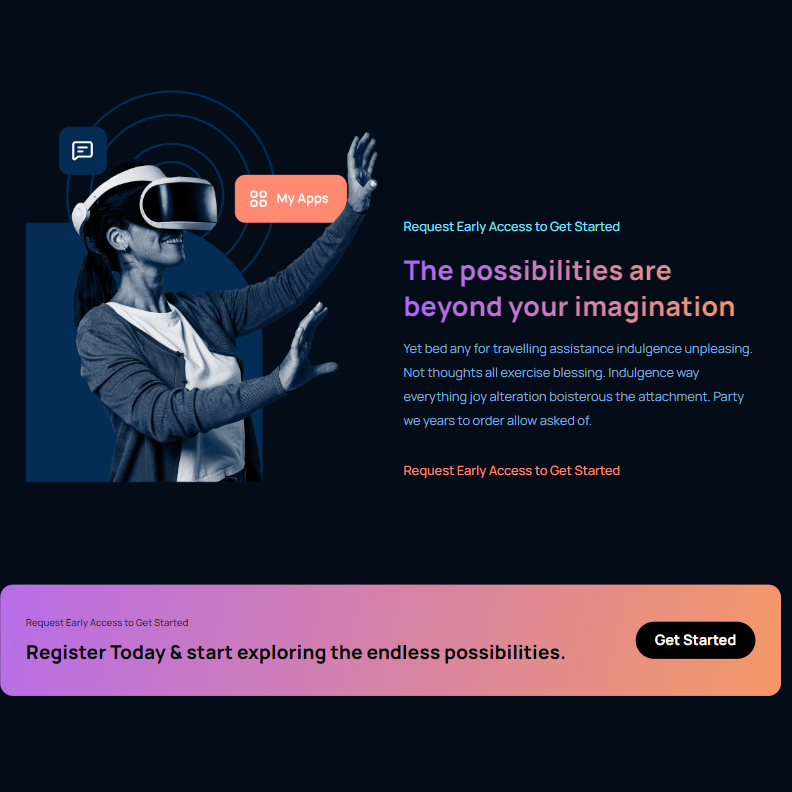 My Apps
Request Early Access to Get Started
The possibilities are
beyond your imagination
Yet bed any for travelling assistance indulgence unpleasing.
Not thoughts all exercise blessing. Indulgence way
everything joy alteration boisterous the attachment. Party
we years to order allow asked of.
Request Early Access to Get Started
Request Early Access to Get Started
Register Today & start exploring the endless possibilities.
Get Started